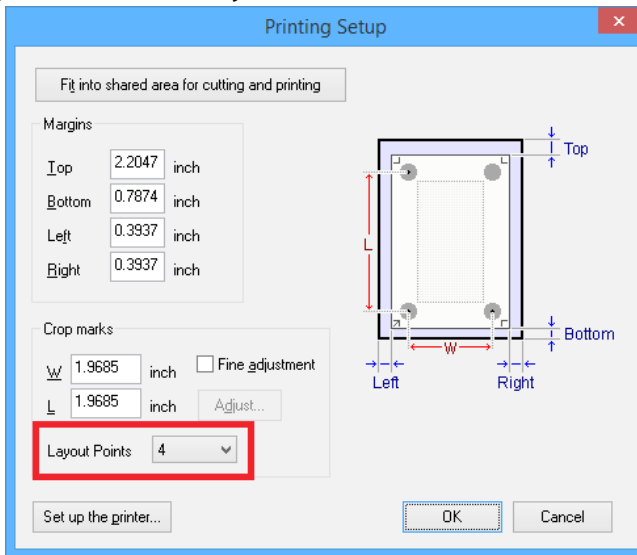 Printing Setup
Fit into shared area for cutting and printing
Margins
Top 2.2047 inch
Bottom 0.7874 inch
Left 0.3937 inch
Right 0.3937 inch
Top
L
W
Bottom
Left Right
Crop marks
W 1.9685 inch Fine adjustment
L 1.9685 inch Adjust...
Layout Points 4
Set up the printer... OK Cancel